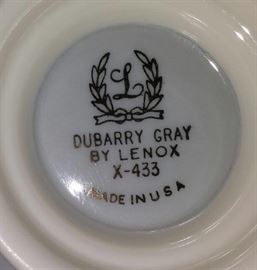 L
DUBARRY GRAY
BY LENOX
X-433
MADE IN USA